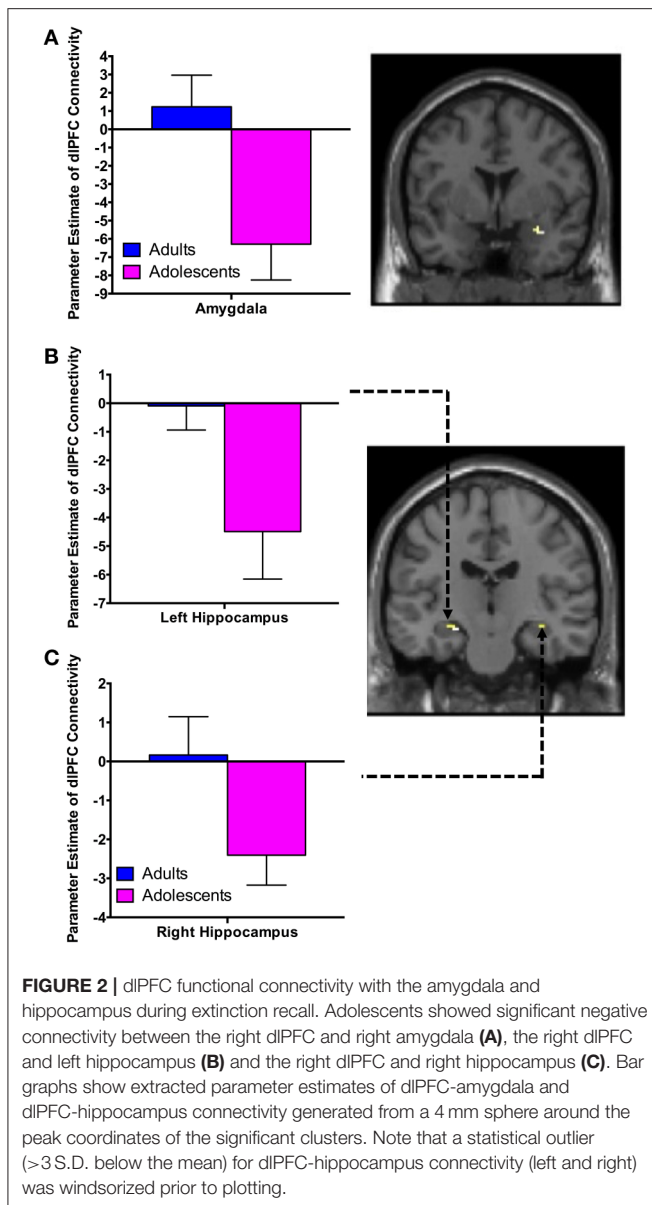 A
Parameter Estimate of dlPFC Connectivity
4
3
2
1
0
-1
-2
-3
-4
-5
-6
-7
-8
-9
Adults
Adolescents
Amygdala
B
Parameter Estimate of dlPFC Connectivity
1
0
-1
-2
-3
-4
-5
-6
-7
Left Hippocampus
C
Parameter Estimate of dlPFC Connectivity
2
1
0
-1
-2
-3
-4
Adults
Adolescents
Right Hippocampus
FIGURE 2 | dlPFC functional connectivity with the amygdala and
hippocampus during extinction recall. Adolescents showed significant negative
connectivity between the right dlPFC and right amygdala (A), the right dlPFC
and left hippocampus (B) and the right dlPFC and right hippocampus (C). Bar
graphs show extracted parameter estimates of dlPFC-amygdala and
dlPFC-hippocampus connectivity generated from a 4 mm sphere around the
peak coordinates of the significant clusters. Note that a statistical outlier
(>3 S.D. below the mean) for dlPFC-hippocampus connectivity (left and right)
was windsorized prior to plotting.